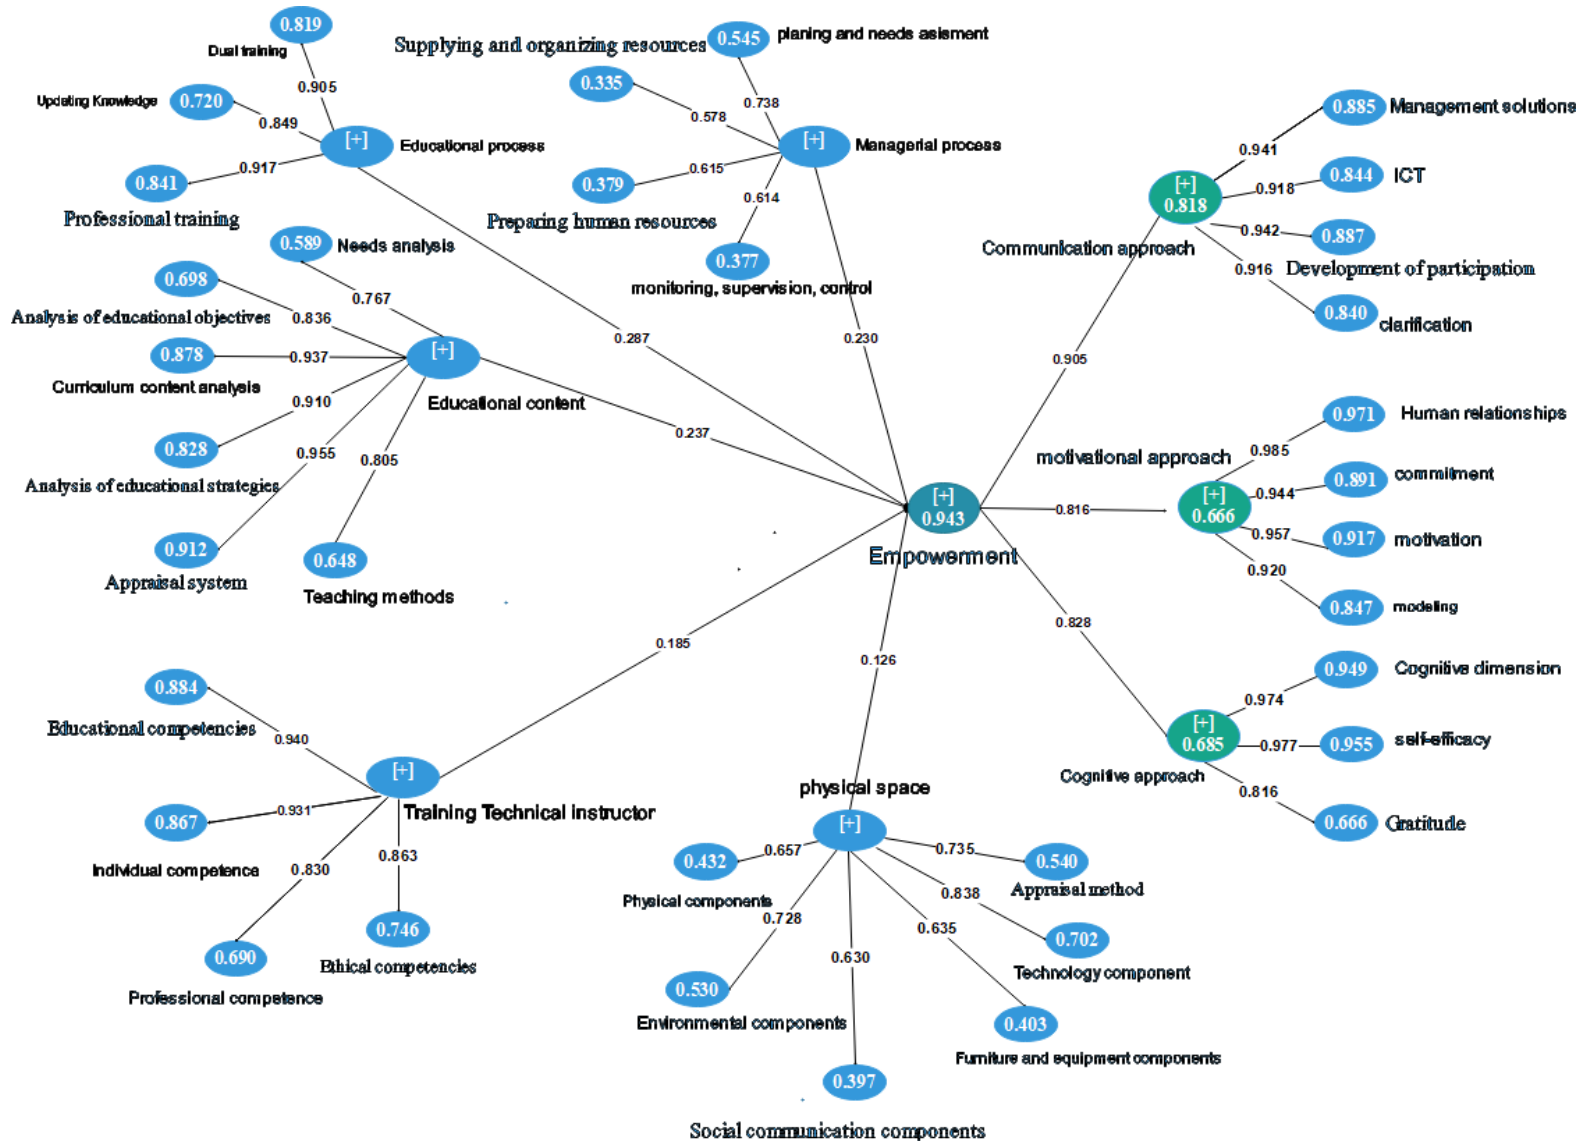 0.819
Dual training
0.905
Updating Knowledge
0.720
0.849
[+]
Educational process
0.917
0.841
Professional training
Supplying and organizing resources
0.545
planing and needs asisment
0.335
0.738
0.578
[+]
Managerial process
0.615
0.379
0.614
Preparing human resources
0.377
monitoring, supervision, control
0.885
Management solutions
0.941
[+]
0.818
0.918
0.844
ICT
0.942
0.887
Communication approach
0.916
Development of participation
0.840
clarification
0.589
Needs analysis
0.698
0.767
Analysis of educational objectives
0.836
0.878
0.937
[+]
Curriculum content analysis
0.910
Educational content
0.828
0.955
0.805
Analysis of educational strategies
0.912
Appraisal system
0.648
Teaching methods
0.287
0.230
0.905
0.237
[+]
0.943
Empowerment
0.971
Human relationships
motivational approach
0.985
0.891
commitment
0.944
[+]
0.666
0.816
0.957
0.917
motivation
0.920
0.847
modeling
0.185
0.126
0.828
0.949
Cognitive dimension
0.974
[+]
0.685
0.977
0.955
self-efficacy
Cognitive approach
0.816
0.666
Gratitude
0.884
Educational competencies
0.940
[+]
Training Technical instructor
0.931
0.867
Individual competence
0.830
0.863
0.746
0.690
Ethical competencies
Professional competence
physical space
[+]
0.657
0.432
0.735
0.540
Physical components
0.838
Appraisal method
0.728
0.635
0.702
0.630
Technology component
0.530
Environmental components
0.403
Furniture and equipment components
0.397
Social communication components